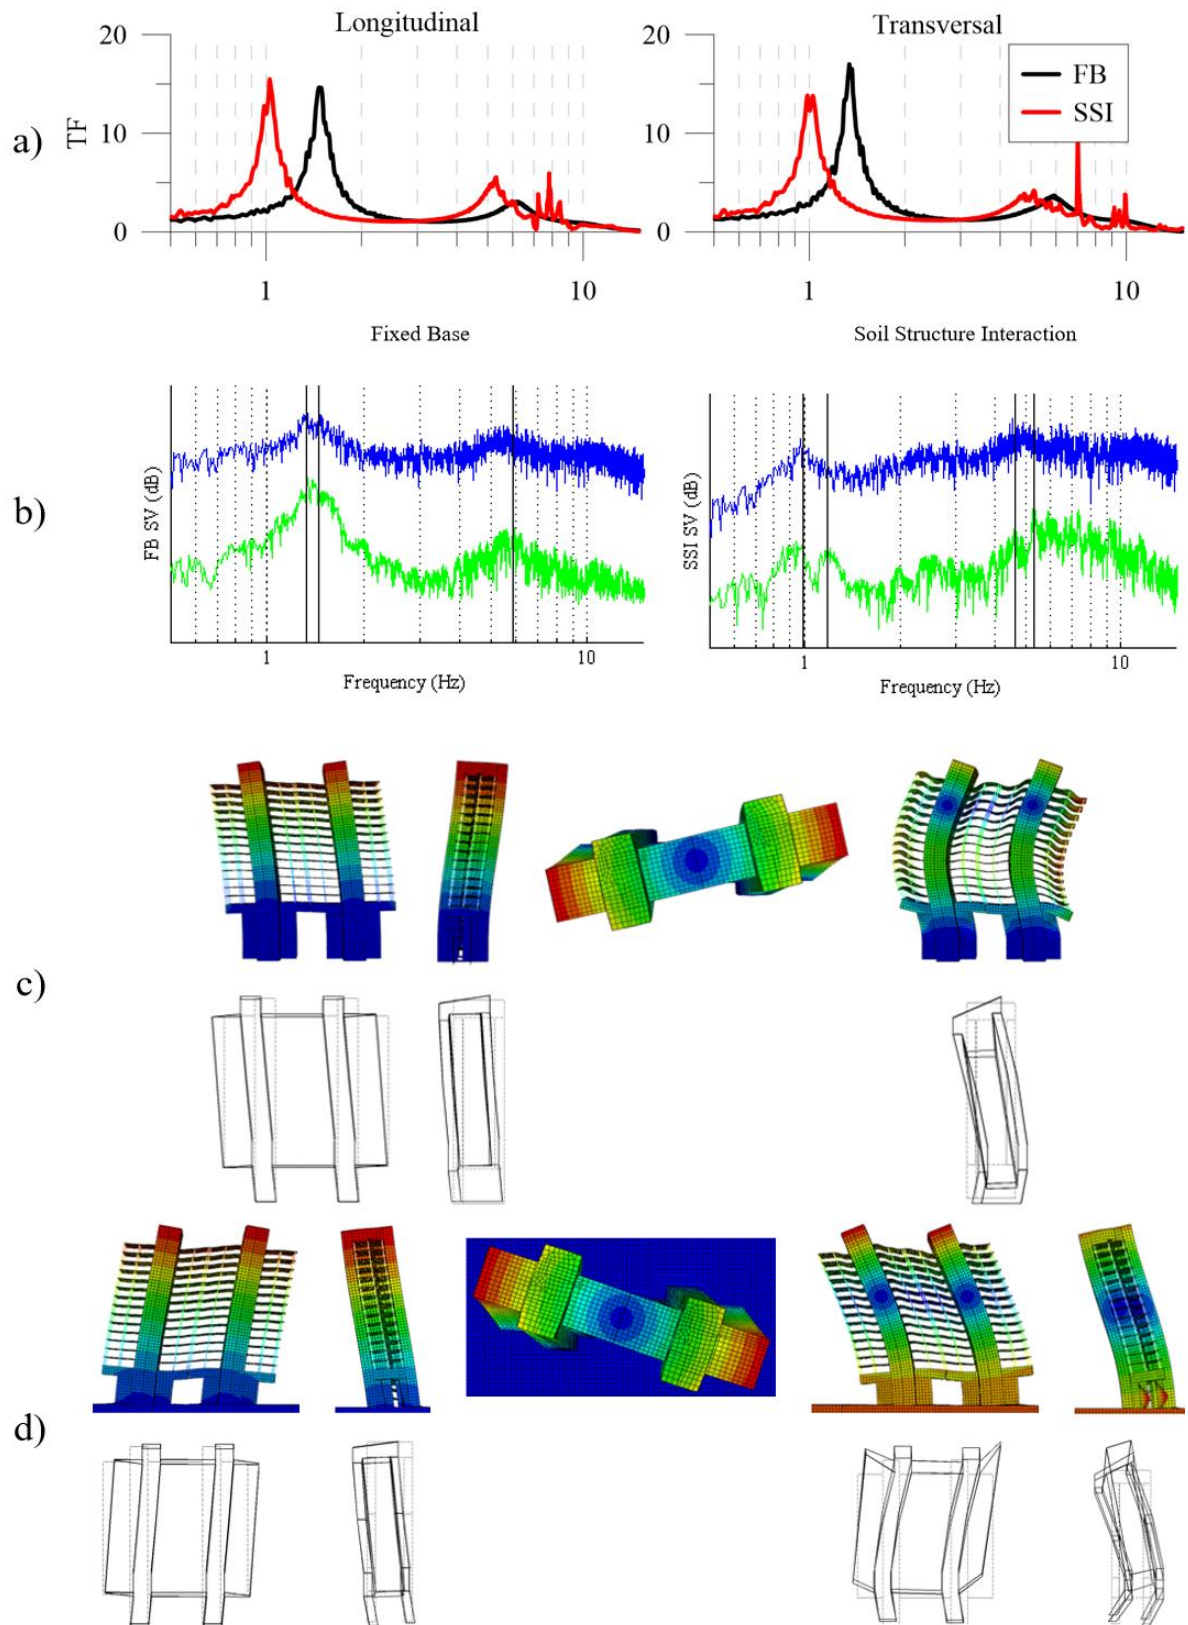 Longitudinal
Transversal
a)
TF
20
10
0
1
10
20
10
0
1
10
FB
SSI
Fixed Base
Soil Structure Interaction
b)
FB SV (dB)
1
10
Frequency (Hz)
SSI SV (dB)
1
10
Frequency (Hz)
c)
d)